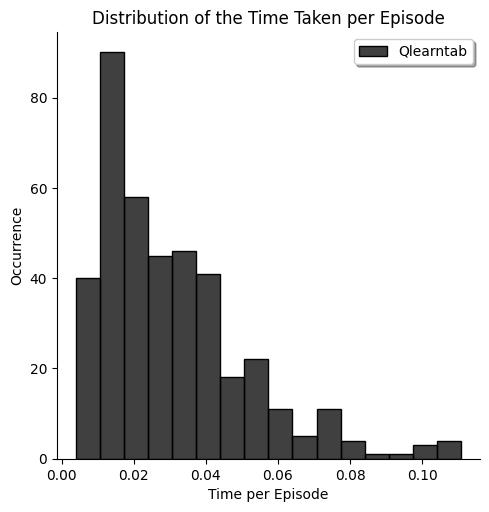 Distribution of the Time Taken per Episode
Qlearntab
80
60
40
20
0
Occurrence
0.00 0.02 0.04 0.06 0.08 0.10
Time per Episode